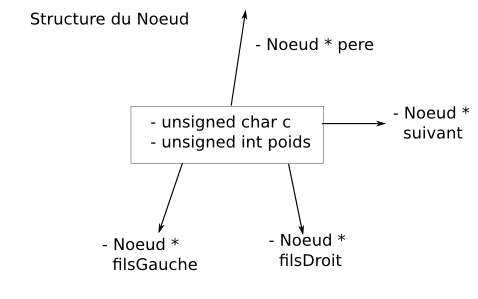 Structure du Noeud
- Noeud * pere
- unsigned char c
- unsigned int poids
- Noeud *
suivant
- Noeud *
filsGauche
- Noeud *
filsDroit